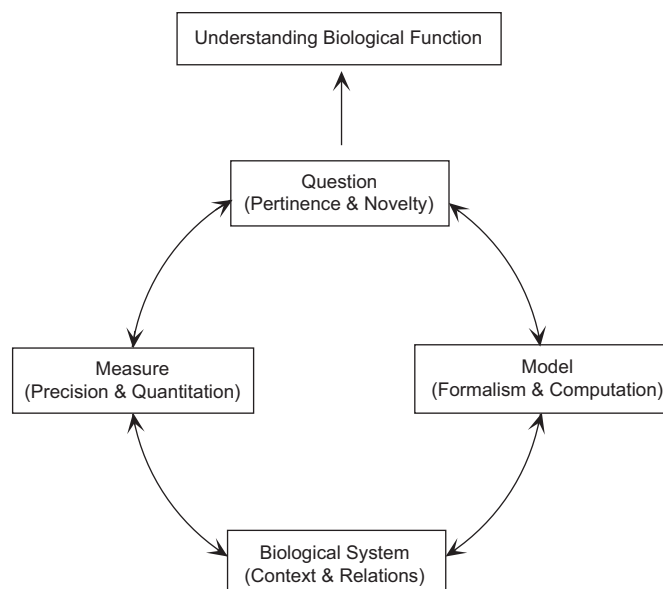 Understanding Biological Function
Question
(Pertinence & Novelty)
Measure
(Precision & Quantitation)
Model
(Formalism & Computation)
Biological System
(Context & Relations)